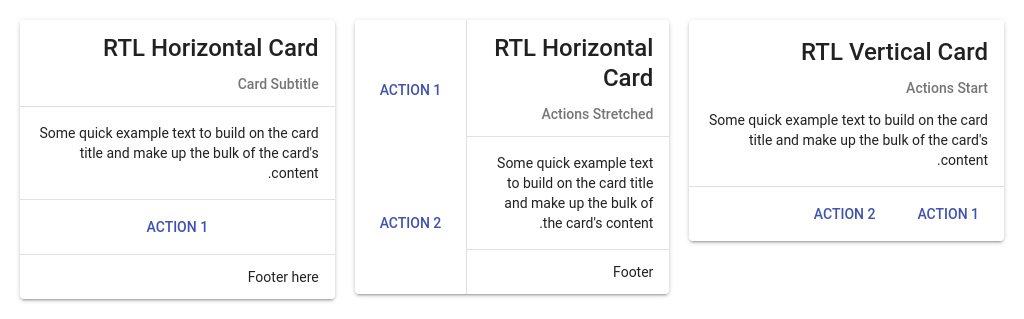 RTL Horizontal Card
Card Subtitle
Some quick example text to build on the card
title and make up the bulk of the card's
.content
ACTION 1
Footer here
RTL Horizontal
Card
Actions Stretched
Some quick example text
to build on the card title
and make up the bulk of
.the card's content
Footer
ACTION 1
ACTION 2
RTL Vertical Card
Actions Start
Some quick example text to build on the card
title and make up the bulk of the card's
.content
ACTION 2 ACTION 1